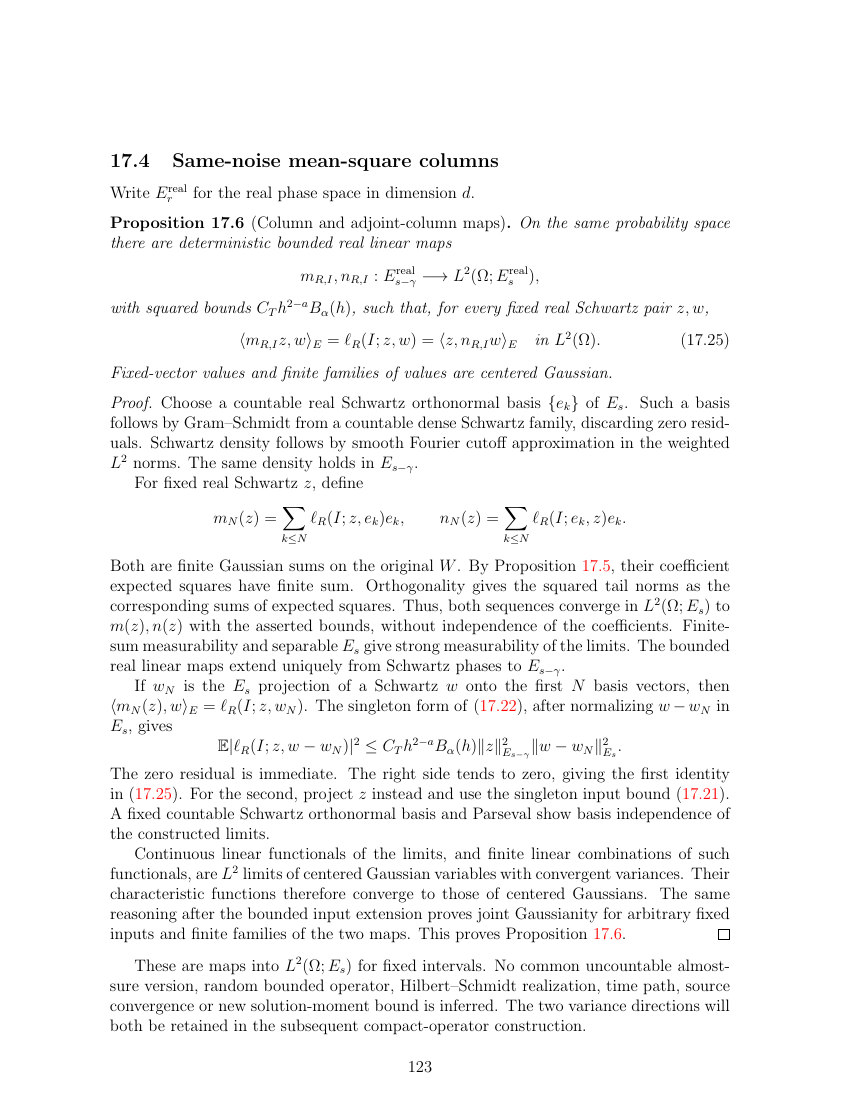 17.4 Same-noise mean-square columns
Write $E_r^{\mathrm{real}}$ for the real phase space in dimension $d$.
Proposition 17.6 (Column and adjoint-column maps). On the same probability space
there are deterministic bounded real linear maps
$m_{R,I}, n_{R,I} : E_{s-\gamma}^{\mathrm{real}} \longrightarrow L^2(\Omega; E_s^{\mathrm{real}}),$
with squared bounds $C_T h^{2-a} B_\alpha(h)$, such that, for every fixed real Schwartz pair $z, w$,
$\langle m_{R,I} z, w \rangle_E = \ell_R(I; z, w) = \langle z, n_{R,I} w \rangle_E$ in $L^2(\Omega)$. (17.25)
Fixed-vector values and finite families of values are centered Gaussian.
Proof. Choose a countable real Schwartz orthonormal basis $\{e_k\}$ of $E_s$. Such a basis
follows by Gram–Schmidt from a countable dense Schwartz family, discarding zero resid-
uals. Schwartz density follows by smooth Fourier cutoff approximation in the weighted
$L^2$ norms. The same density holds in $E_{s-\gamma}$.
For fixed real Schwartz $z$, define
$m_N(z) = \sum_{k \le N} \ell_R(I; z, e_k) e_k, \quad n_N(z) = \sum_{k \le N} \ell_R(I; e_k, z) e_k.$
Both are finite Gaussian sums on the original $W$. By Proposition 17.5, their coefficient
expected squares have finite sum. Orthogonality gives the squared tail norms as the
corresponding sums of expected squares. Thus, both sequences converge in $L^2(\Omega; E_s)$ to
$m(z), n(z)$ with the asserted bounds, without independence of the coefficients. Finite-
sum measurability and separable $E_s$ give strong measurability of the limits. The bounded
real linear maps extend uniquely from Schwartz phases to $E_{s-\gamma}$.
If $w_N$ is the $E_s$ projection of a Schwartz $w$ onto the first $N$ basis vectors, then
$\langle m_N(z), w \rangle_E = \ell_R(I; z, w_N)$. The singleton form of (17.22), after normalizing $w - w_N$ in
$E_s$, gives
$\mathbb{E}|\ell_R(I; z, w - w_N)|^2 \le C_T h^{2-a} B_\alpha(h) \|z\|_{E_{s-\gamma}}^2 \|w - w_N\|_{E_s}^2.$
The zero residual is immediate. The right side tends to zero, giving the first identity
in (17.25). For the second, project $z$ instead and use the singleton input bound (17.21).
A fixed countable Schwartz orthonormal basis and Parseval show basis independence of
the constructed limits.
Continuous linear functionals of the limits, and finite linear combinations of such
functionals, are $L^2$ limits of centered Gaussian variables with convergent variances. Their
characteristic functions therefore converge to those of centered Gaussians. The same
reasoning after the bounded input extension proves joint Gaussianity for arbitrary fixed
inputs and finite families of the two maps. This proves Proposition 17.6. □
These are maps into $L^2(\Omega; E_s)$ for fixed intervals. No common uncountable almost-
sure version, random bounded operator, Hilbert–Schmidt realization, time path, source
convergence or new solution-moment bound is inferred. The two variance directions will
both be retained in the subsequent compact-operator construction.
123